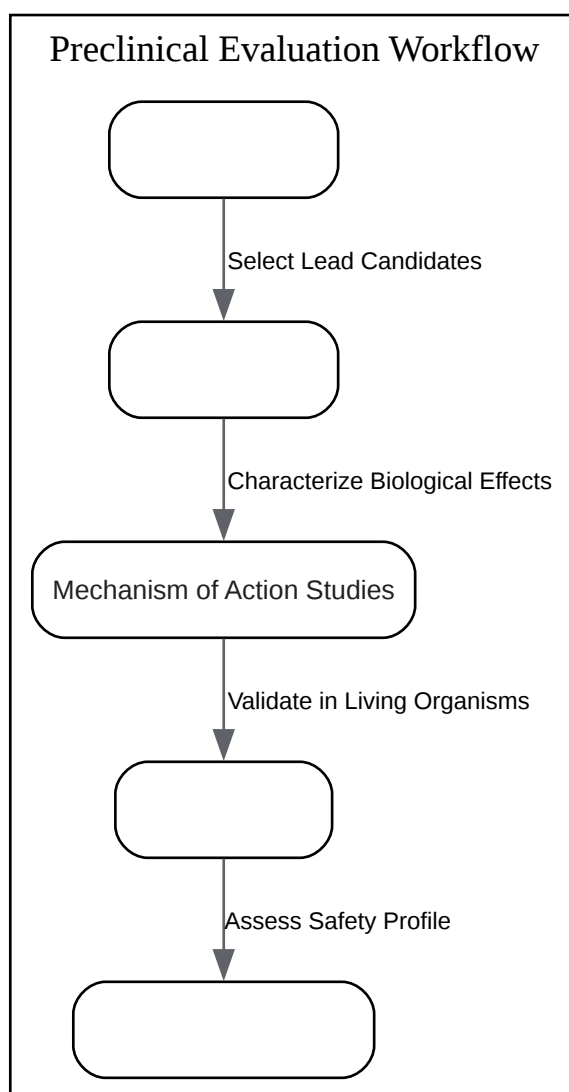 Preclinical Evaluation Workflow
Select Lead Candidates
Characterize Biological Effects
Mechanism of Action Studies
Validate in Living Organisms
Assess Safety Profile